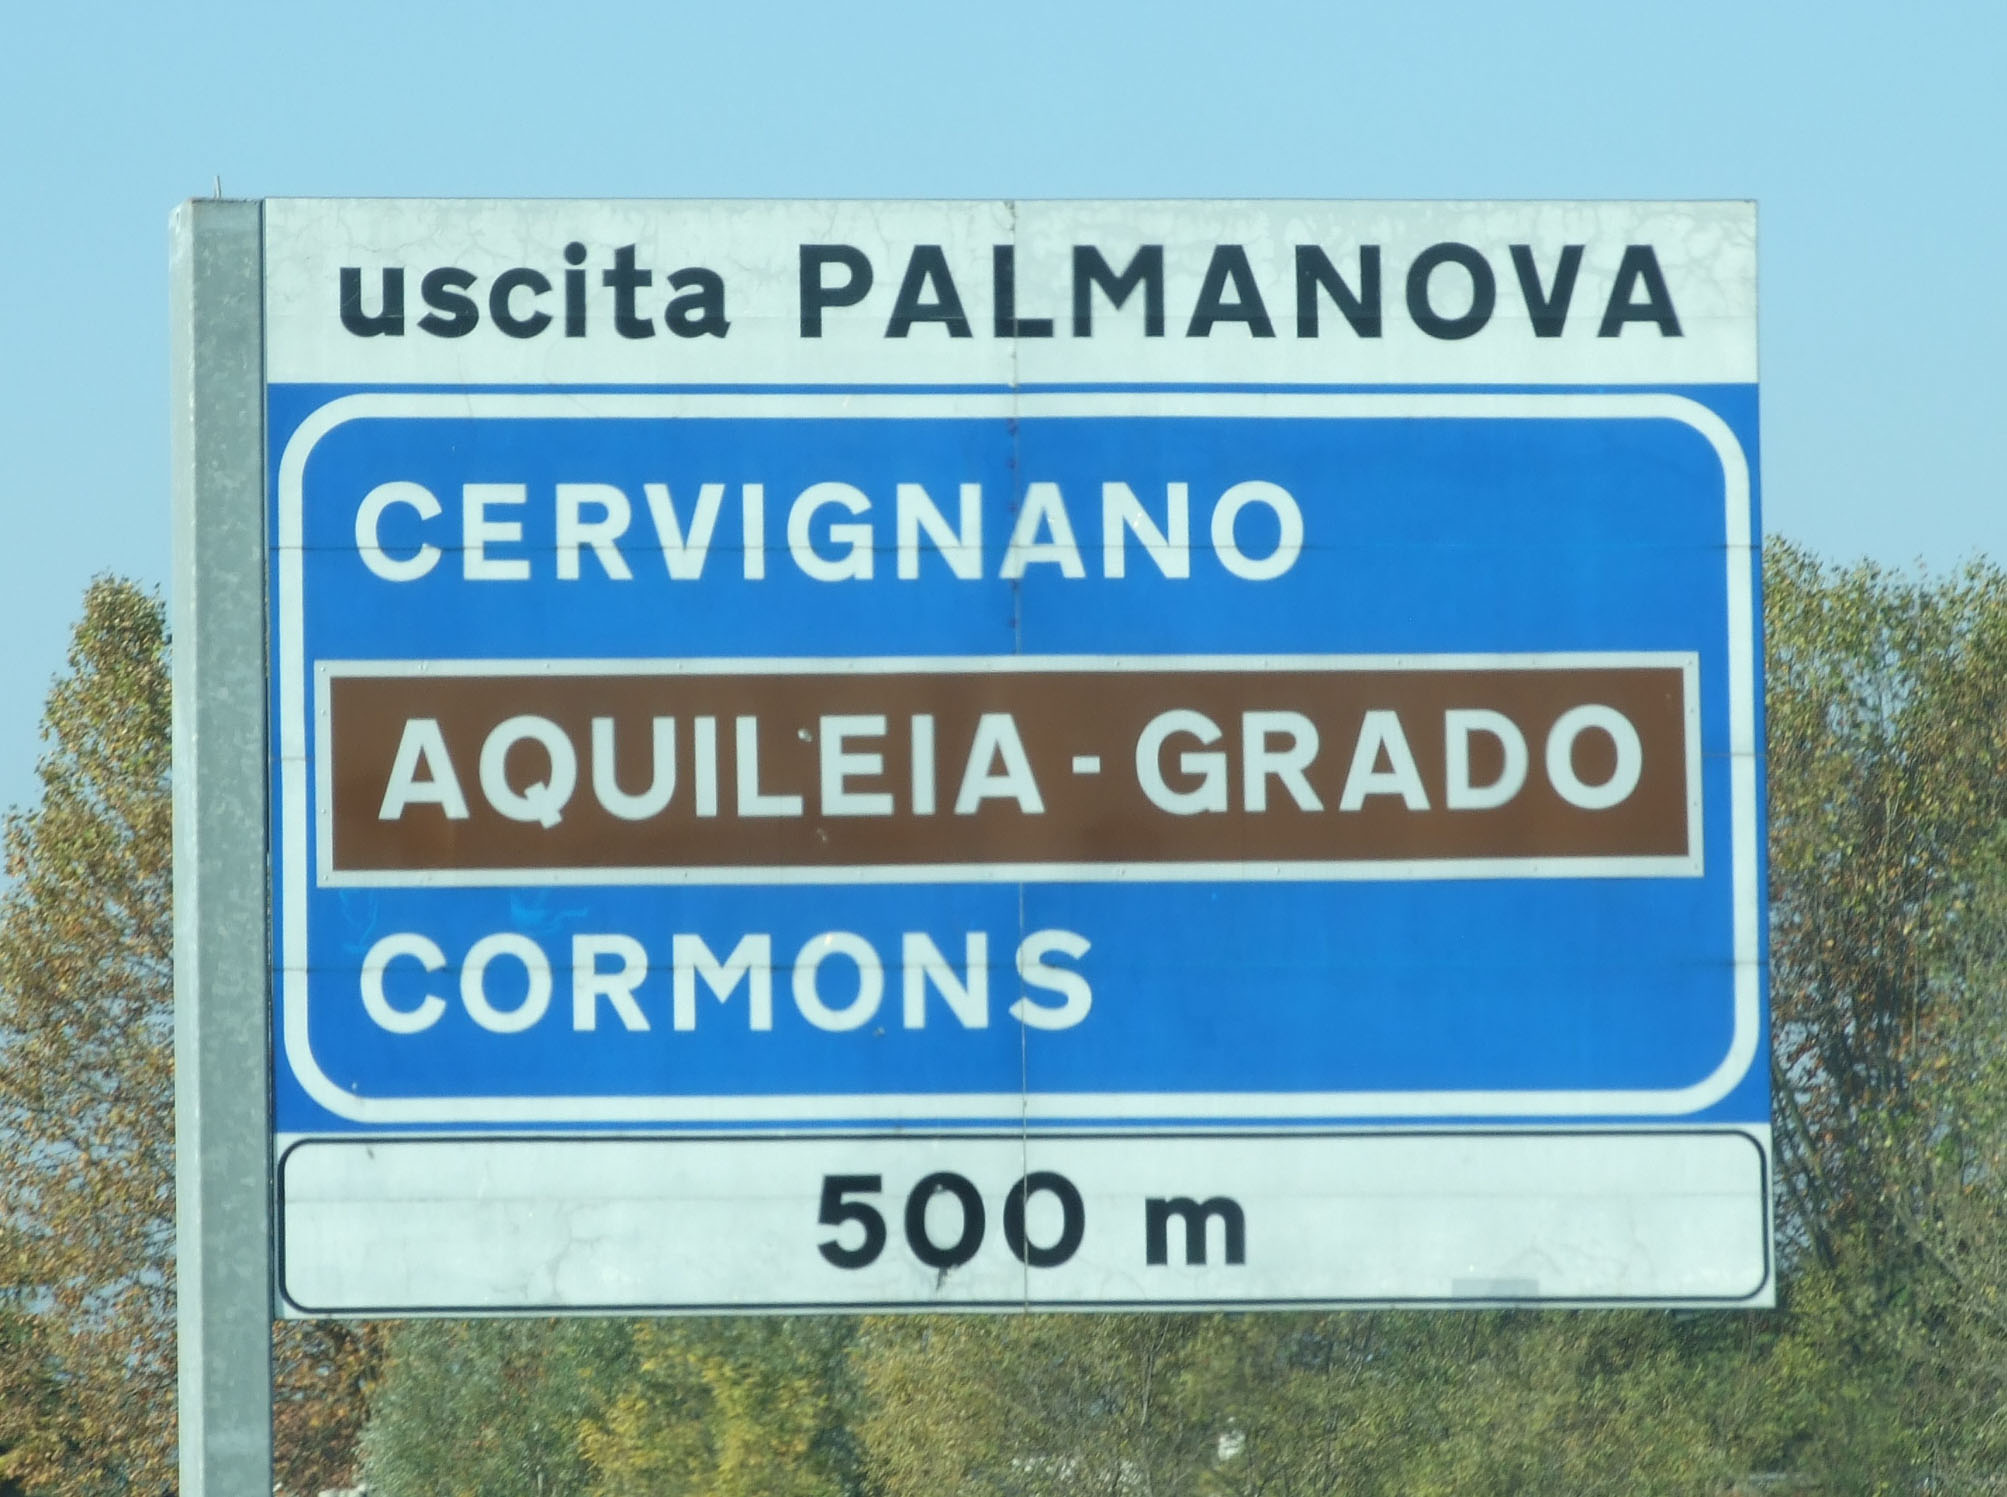 uscita PALMANOVA
CERVIGNANO
AQUILEIA - GRADO
CORMONS
500 m